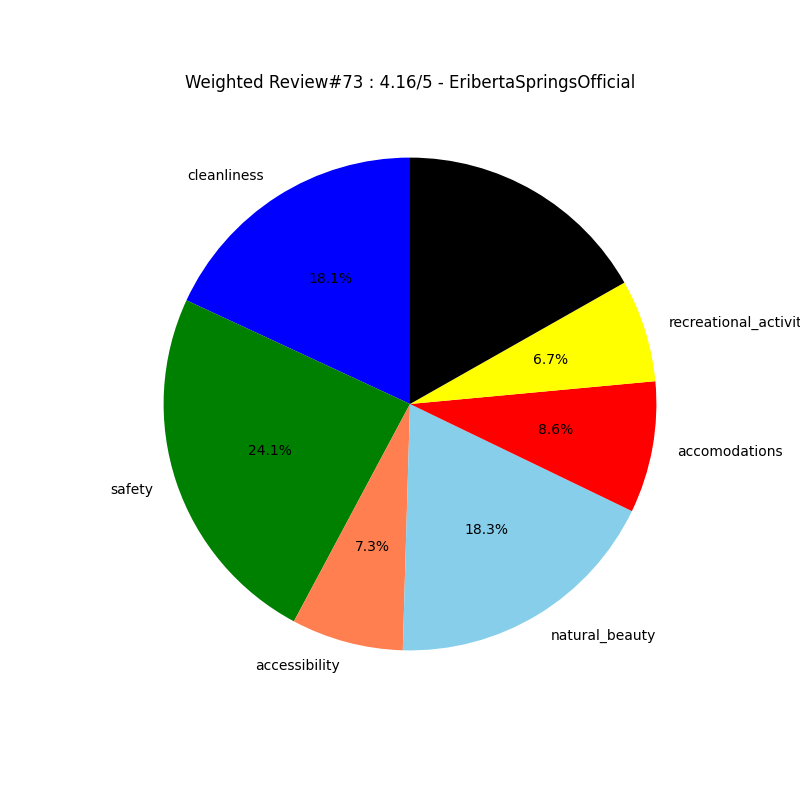 Weighted Review#73 : 4.16/5 - EribertaSpringsOfficial
cleanliness
18.1%
recreational_activit
6.7%
8.6%
accomodations
24.1%
safety
18.3%
7.3%
natural_beauty
accessibility